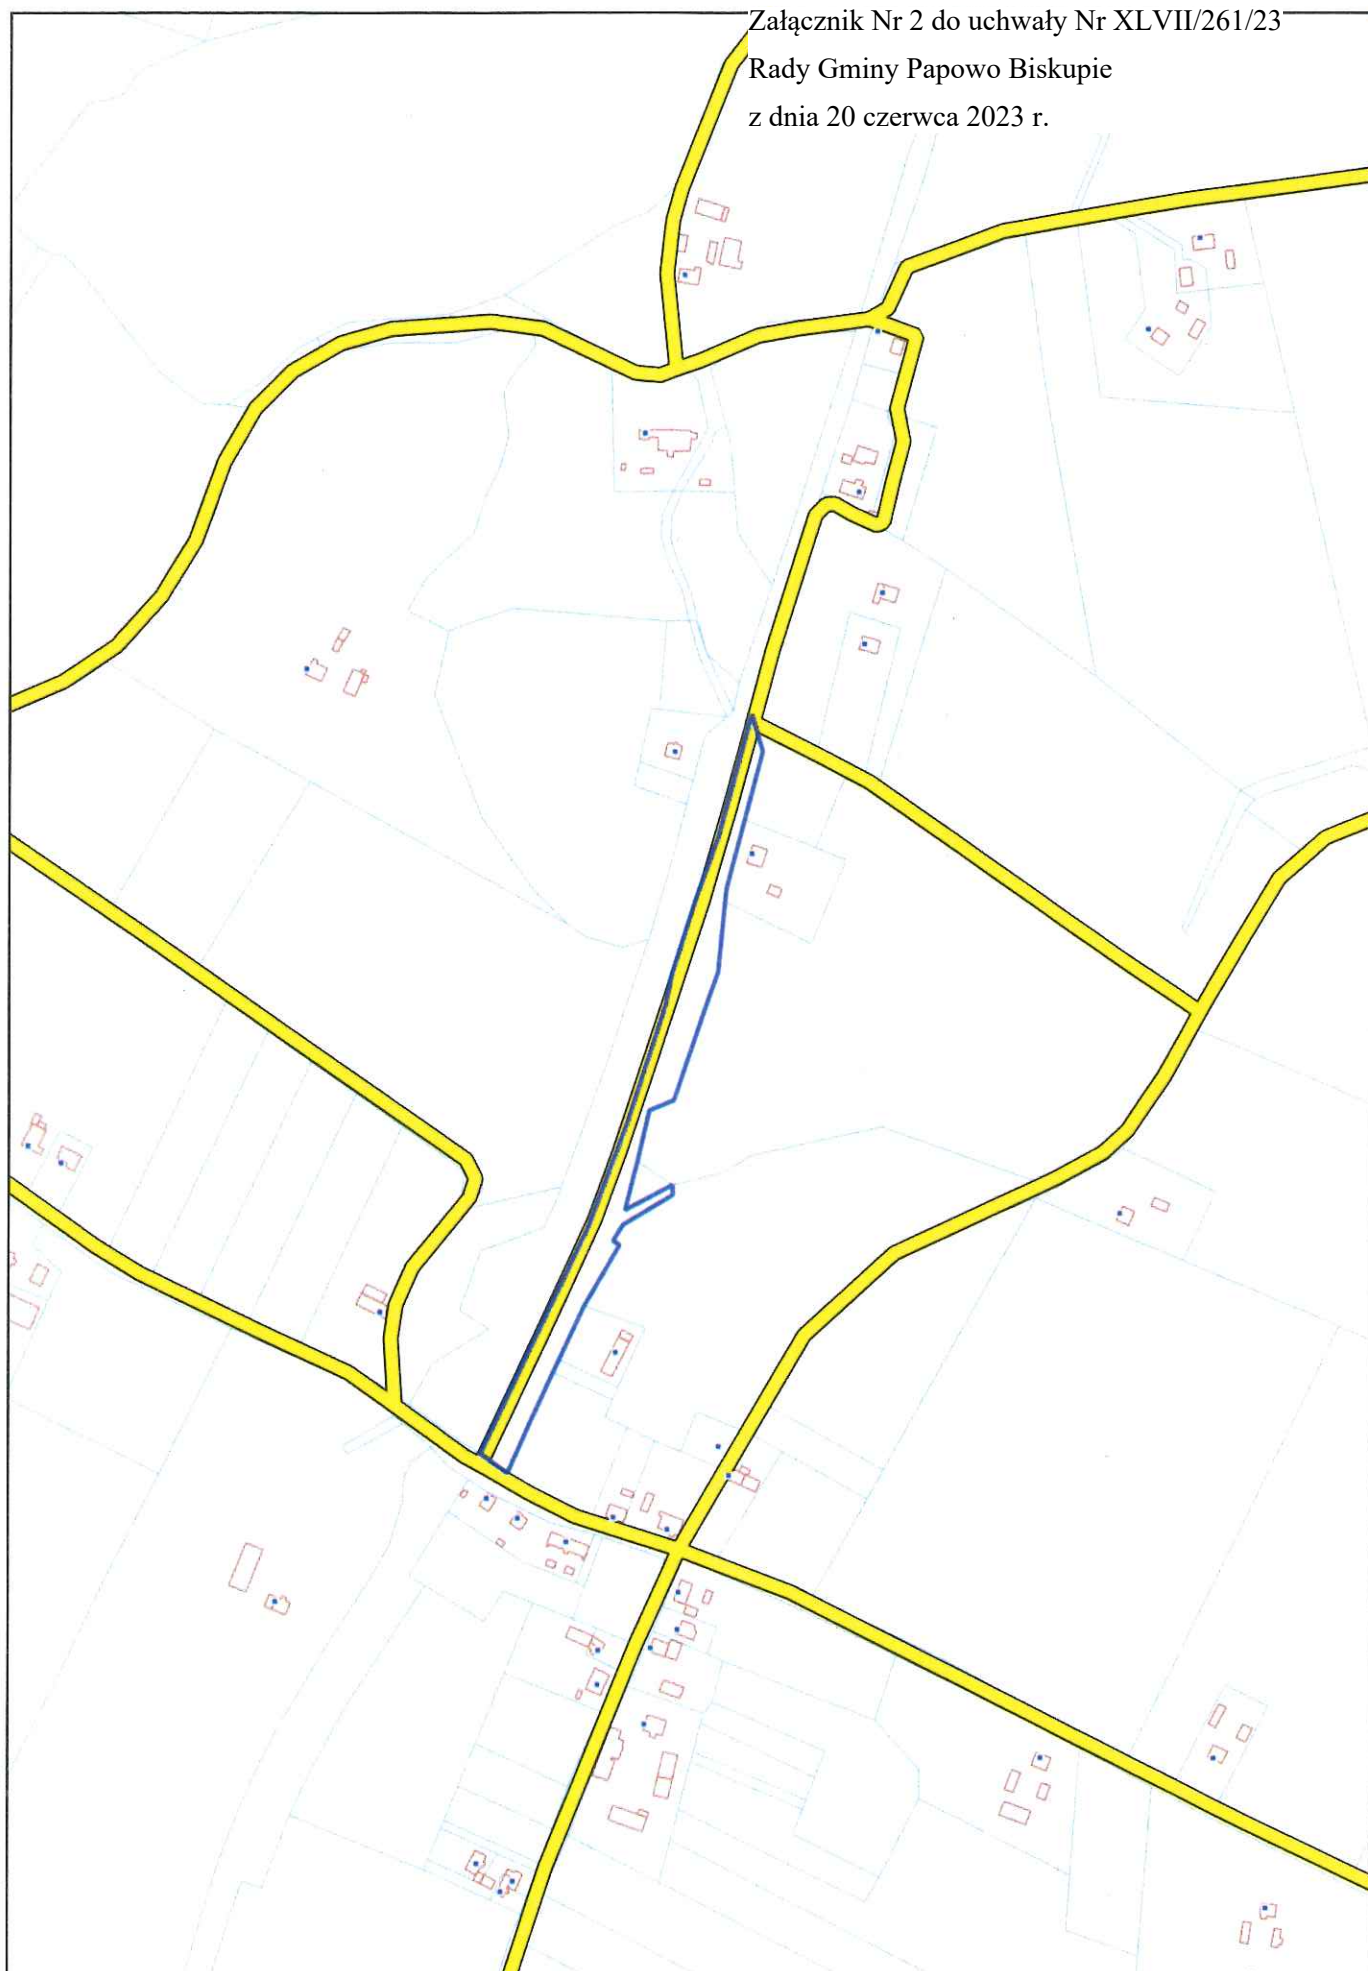 Załącznik Nr 2 do uchwały Nr XLVII/261/23
Rady Gminy Papowo Biskupie
z dnia 20 czerwca 2023 r.